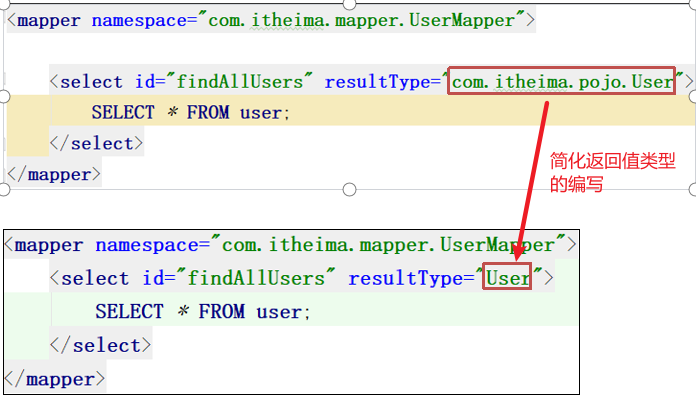 <mapper namespace="com.itheima.mapper.UserMapper">
<select id="findAllUsers" resultType="com.itheima.pojo.User">
SELECT * FROM user;
</select>
</mapper>
简化返回值类型
的编写
<mapper namespace="com.itheima.mapper.UserMapper">
<select id="findAllUsers" resultType="User">
SELECT * FROM user;
</select>
</mapper>